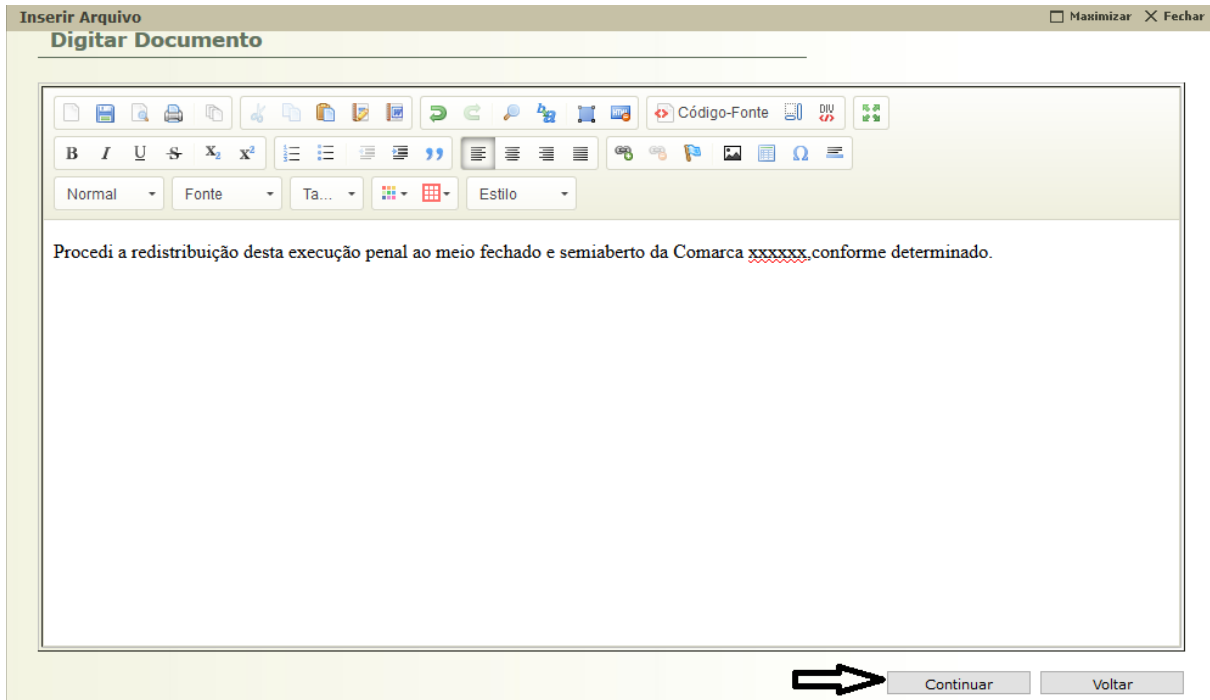 Inserir Arquivo Maximizar Fechar
Digitar Documento
Código-Fonte
Normal Fonte Ta... Estilo
Procedi a redistribuição desta execução penal ao meio fechado e semiaberto da Comarca xxxxxx,conforme determinado.
Continuar Voltar